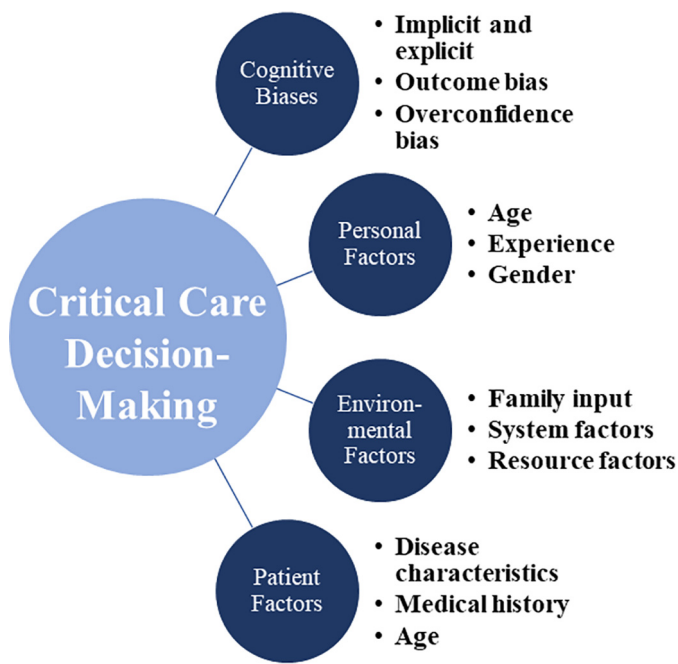 Cognitive
Biases
• Implicit and
explicit
• Outcome bias
• Overconfidence
bias
Personal
Factors
• Age
• Experience
• Gender
Critical Care
Decision-
Making
Environ-
mental
Factors
• Family input
• System factors
• Resource factors
Patient
Factors
• Disease
characteristics
• Medical history
• Age